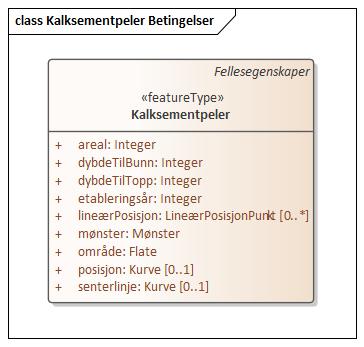 class Kalksementpeler Betingelser
Fellesegenskaper
«featureType»
Kalksementpeler
+ areal: Integer
+ dybdeTilBunn: Integer
+ dybdeTilTopp: Integer
+ etableringsår: Integer
+ lineærPosisjon: LineærPosisjonPunkt [0..*]
+ mønster: Mønster
+ område: Flate
+ posisjon: Kurve [0..1]
+ senterlinje: Kurve [0..1]